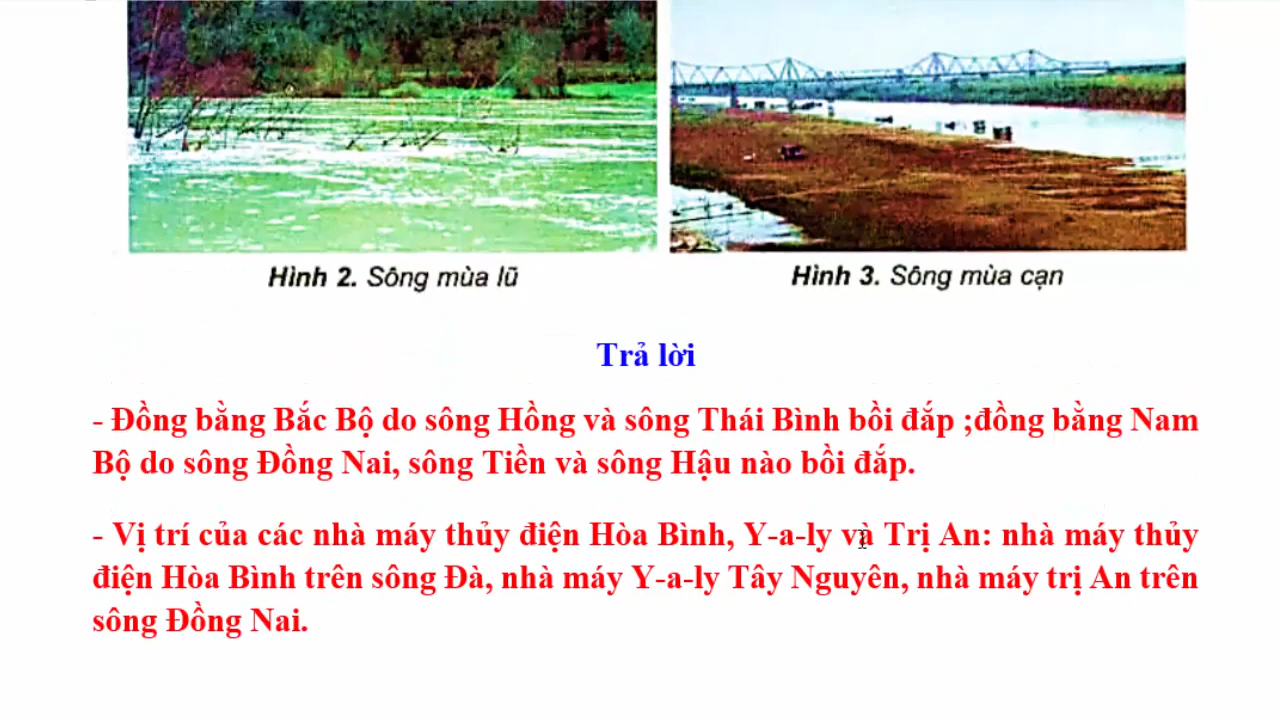 Hình 2. Sông mùa lũ
Hình 3. Sông mùa cạn
Trả lời
- Đồng bằng Bắc Bộ do sông Hồng và sông Thái Bình bồi đắp ;đồng bằng Nam
Bộ do sông Đồng Nai, sông Tiền và sông Hậu nào bồi đắp.
- Vị trí của các nhà máy thủy điện Hòa Bình, Y-a-ly và Trị An: nhà máy thủy
điện Hòa Bình trên sông Đà, nhà máy Y-a-ly Tây Nguyên, nhà máy trị An trên
sông Đồng Nai.